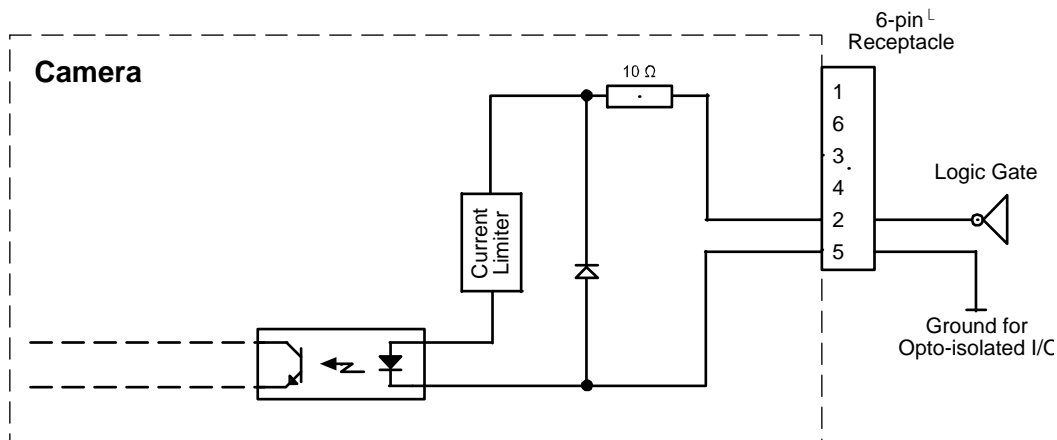 6-pin
Receptacle
Camera
10 Ω
1
6
3
4
2
5
Logic Gate
Current
Limiter
Ground for
Opto-isolated I/O